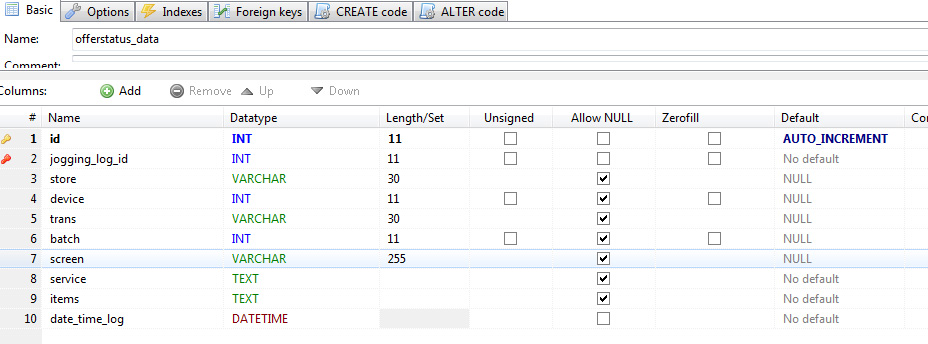 Basic Options Indexes Foreign keys CREATE code ALTER code
Name: offerstatus_data
Comment:
Columns: Add Remove Up Down
# Name Datatype Length/Set Unsigned Allow NULL Zerofill Default Com
1 id INT 11 AUTO_INCREMENT
2 jogging_log_id INT 11 No default
3 store VARCHAR 30 NULL
4 device INT 11 NULL
5 trans VARCHAR 30 NULL
6 batch INT 11 NULL
7 screen VARCHAR 255 NULL
8 service TEXT No default
9 items TEXT No default
10 date_time_log DATETIME No default